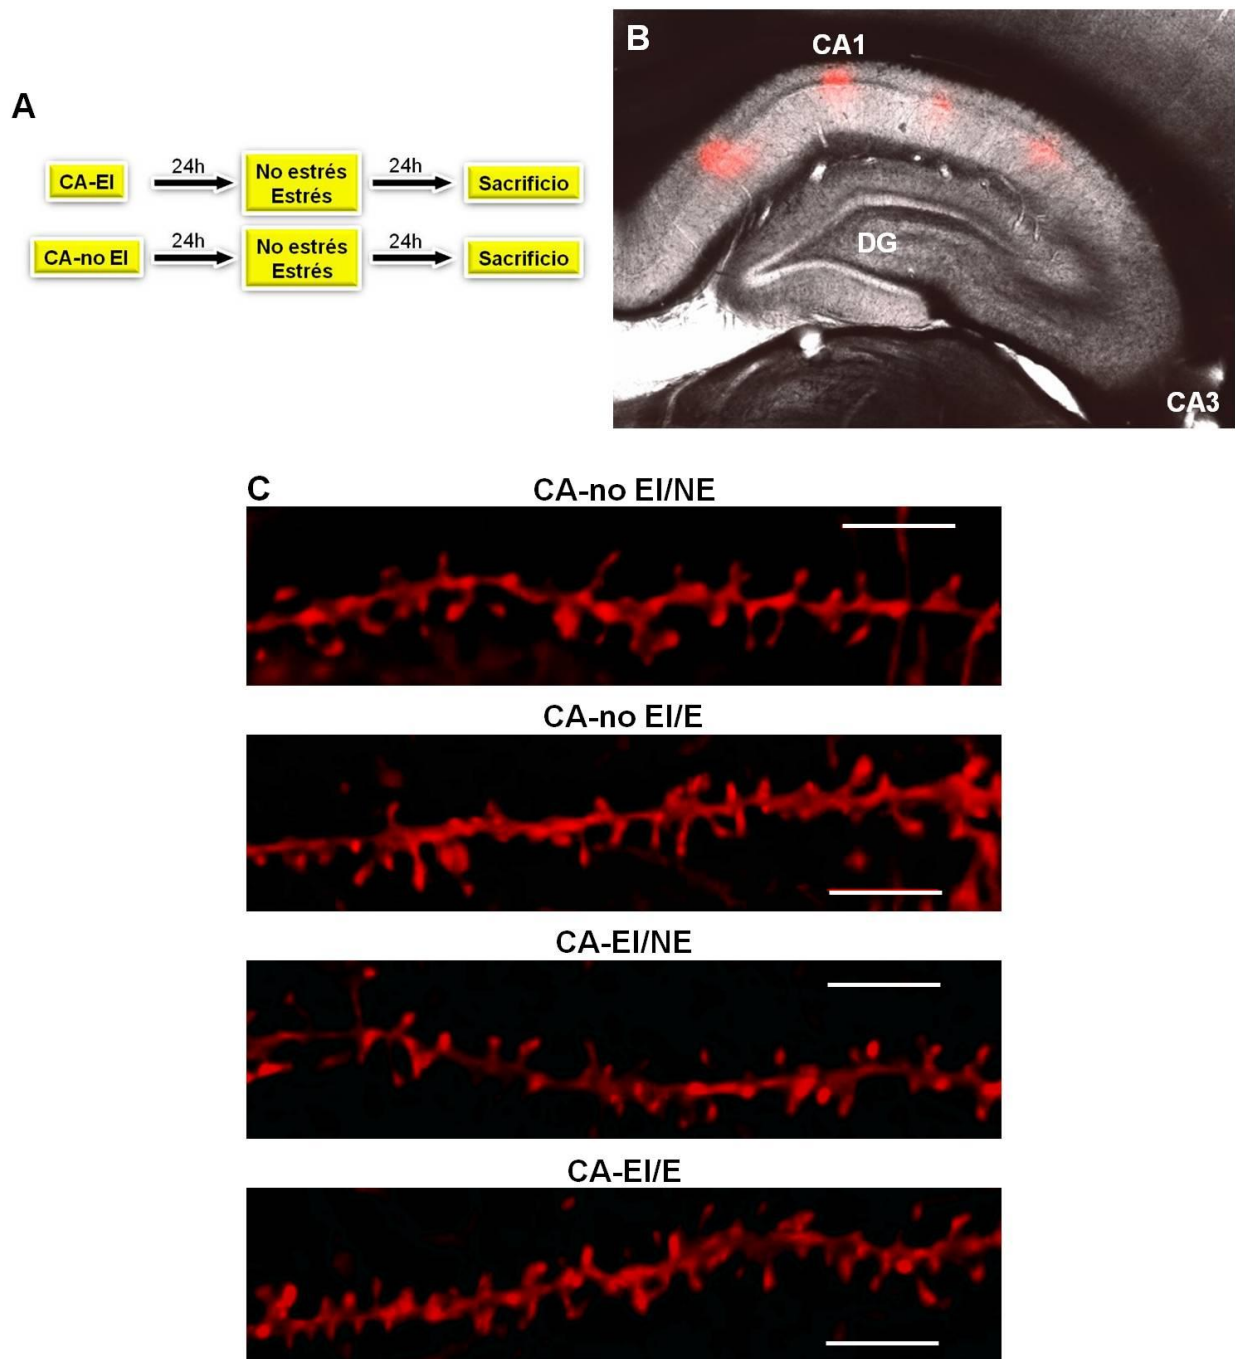 A
CA-EI
24h
No estrés
Estrés
24h
Sacrificio
CA-no EI
24h
No estrés
Estrés
24h
Sacrificio
B
CA1
DG
CA3
C
CA-no EI/NE
CA-no EI/E
CA-EI/NE
CA-EI/E